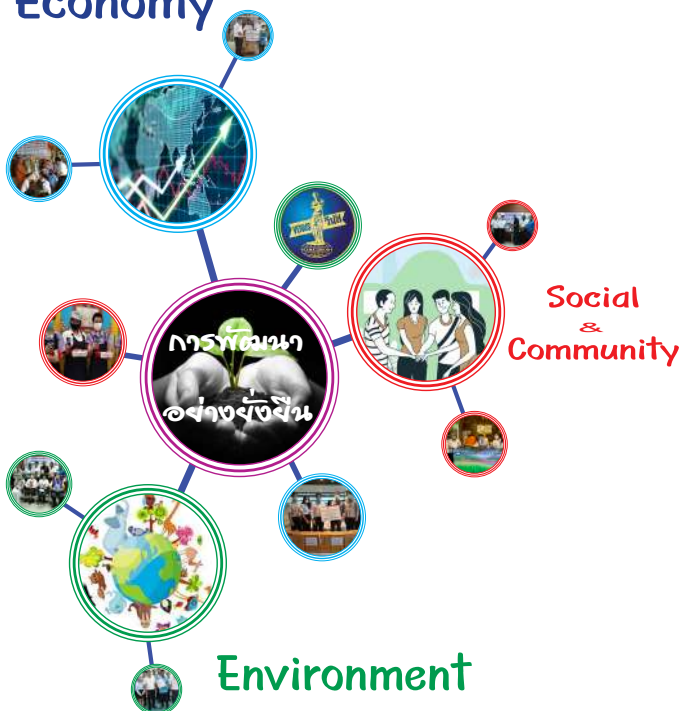 Economy
การพัฒนา
อย่างยั่งยืน
Social
&
Community
Environment